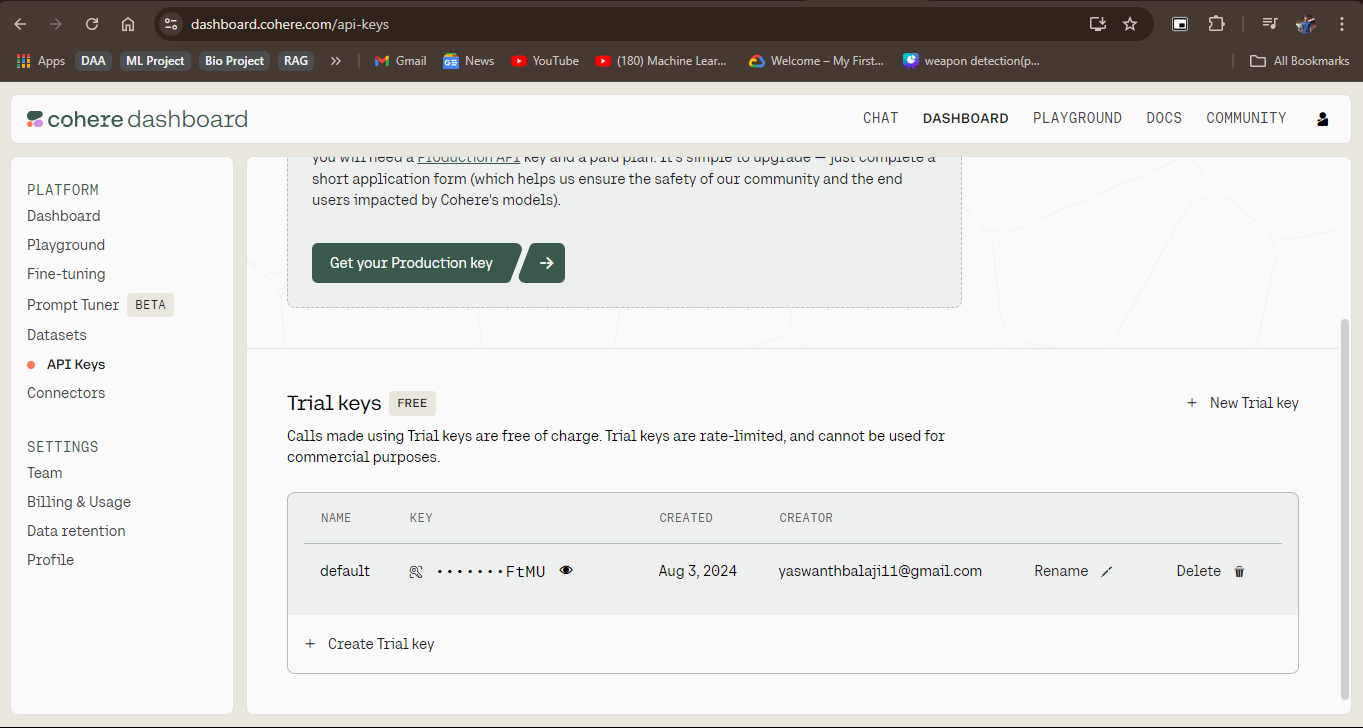 dashboard.cohere.com/api-keys
Apps DAA ML Project Bio Project RAG Gmail News YouTube (180) Machine Lear... Welcome – My First... weapon detection(p... All Bookmarks
cohere dashboard
CHAT DASHBOARD PLAYGROUND DOCS COMMUNITY
PLATFORM
Dashboard
Playground
Fine-tuning
Prompt Tuner BETA
Datasets
API Keys
Connectors
SETTINGS
Team
Billing & Usage
Data retention
Profile
you will need a Production API key and a paid plan. It's simple to upgrade — just complete a
short application form (which helps us ensure the safety of our community and the end
users impacted by Cohere's models).
Get your Production key →
Trial keys FREE
+ New Trial key
Calls made using Trial keys are free of charge. Trial keys are rate-limited, and cannot be used for
commercial purposes.
NAME KEY CREATED CREATOR
default •••••••FtMU Aug 3, 2024 yaswanthbalaji11@gmail.com Rename Delete
+ Create Trial key